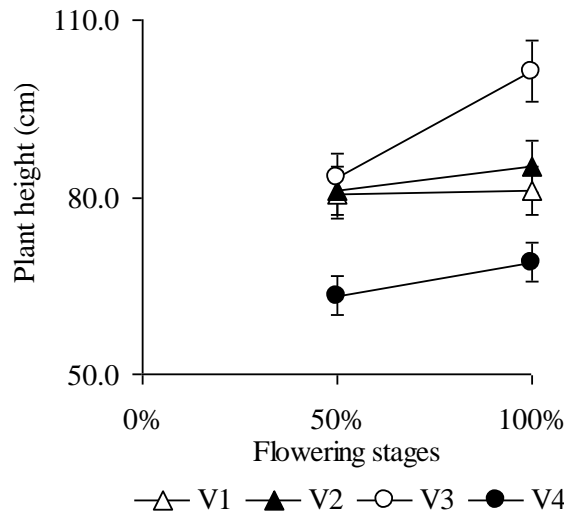 110.0
Plant height (cm)
80.0
50.0
0% 50% 100%
Flowering stages
V1 V2 V3 V4